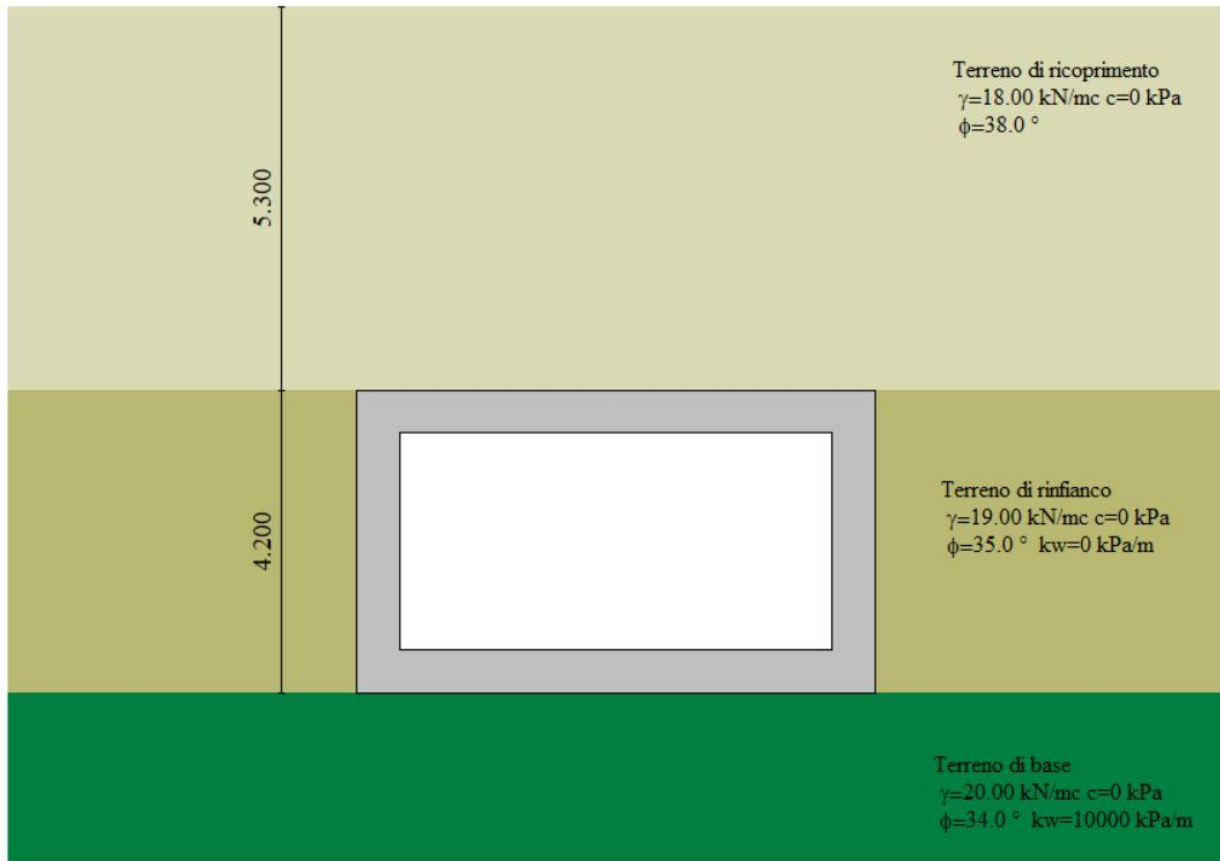 Terreno di ricoprimento
γ=18.00 kN/mc c=0 kPa
ϕ=38.0 °
5.300
4.200
Terreno di rinfianco
γ=19.00 kN/mc c=0 kPa
ϕ=35.0 ° kw=0 kPa/m
Terreno di base
γ=20.00 kN/mc c=0 kPa
ϕ=34.0 ° kw=10000 kPa/m